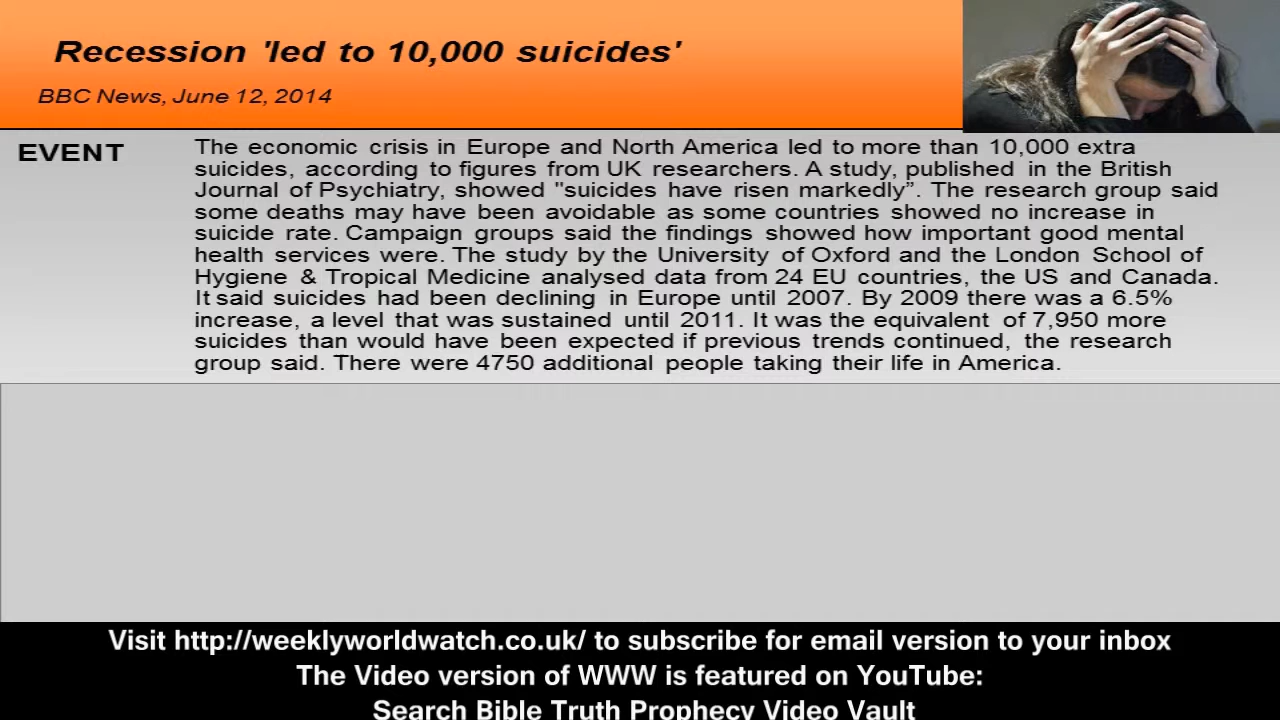 Recession 'led to 10,000 suicides'
BBC News, June 12, 2014
EVENT
The economic crisis in Europe and North America led to more than 10,000 extra
suicides, according to figures from UK researchers. A study, published in the British
Journal of Psychiatry, showed "suicides have risen markedly”. The research group said
some deaths may have been avoidable as some countries showed no increase in
suicide rate. Campaign groups said the findings showed how important good mental
health services were. The study by the University of Oxford and the London School of
Hygiene & Tropical Medicine analysed data from 24 EU countries, the US and Canada.
It said suicides had been declining in Europe until 2007. By 2009 there was a 6.5%
increase, a level that was sustained until 2011. It was the equivalent of 7,950 more
suicides than would have been expected if previous trends continued, the research
group said. There were 4750 additional people taking their life in America.
Visit http://weeklyworldwatch.co.uk/ to subscribe for email version to your inbox
The Video version of WWW is featured on YouTube:
Search Bible Truth Prophecy Video Vault